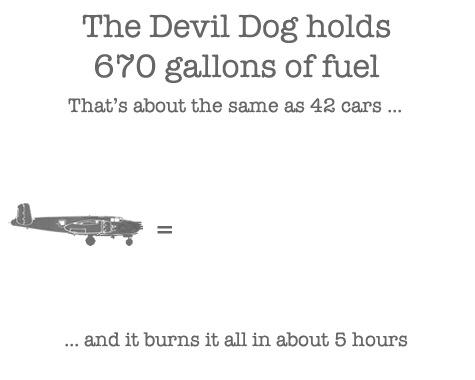 The Devil Dog holds
670 gallons of fuel
That's about the same as 42 cars ...
=
... and it burns it all in about 5 hours